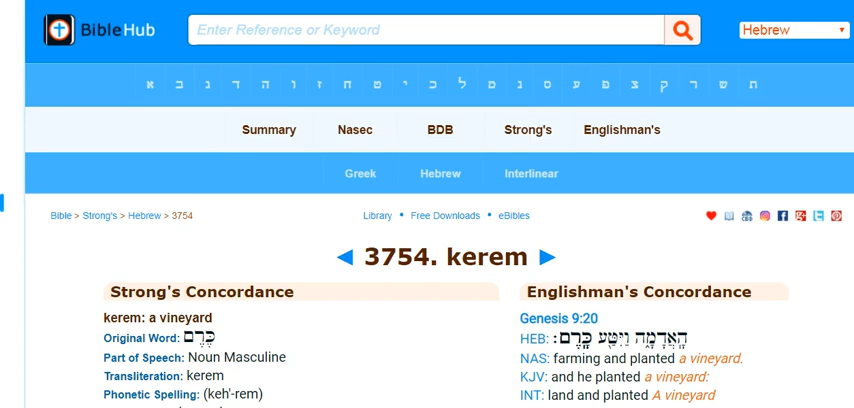 BibleHub
Enter Reference or Keyword
Hebrew
א ב ג ד ה ו ז ח ט י כ ל מ נ ס ע פ צ ק ר ש ת
Summary Nasec BDB Strong's Englishman's
Greek Hebrew Interlinear
Bible > Strong's > Hebrew > 3754
Library • Free Downloads • eBibles
◄ 3754. kerem ►
Strong's Concordance
kerem: a vineyard
Original Word: כֶּרֶם
Part of Speech: Noun Masculine
Transliteration: kerem
Phonetic Spelling: (keh'-rem)
Englishman's Concordance
Genesis 9:20
HEB: הָֽאֲדָמָ֑ה וַיִּטַּ֖ע כָּֽרֶם׃
NAS: farming and planted a vineyard.
KJV: and he planted a vineyard:
INT: land and planted A vineyard